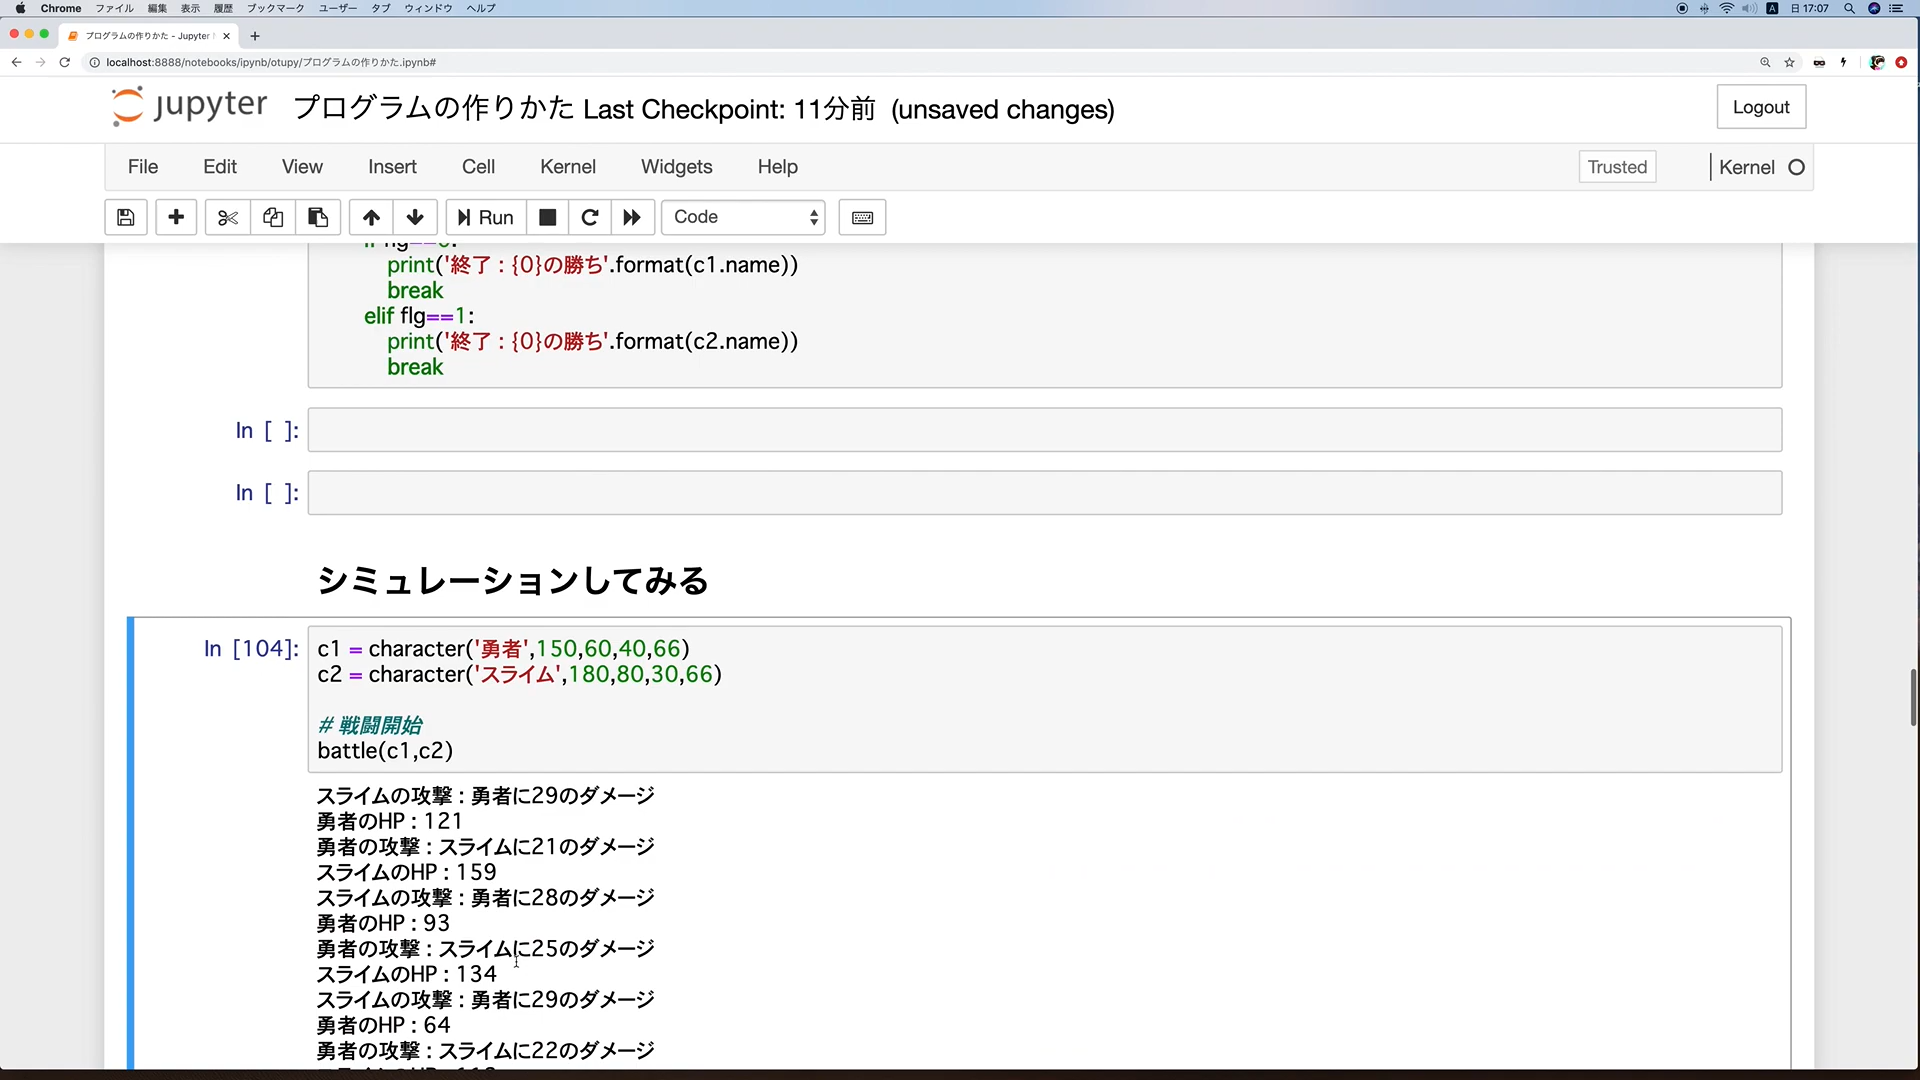 Chrome ファイル 編集 表示 履歴 ブックマーク ユーザー タブ ウィンドウ ヘルプ
A 日 17:07
プログラムの作りかた - Jupyter
localhost:8888/notebooks/ipynb/otupy/プログラムの作りかた.ipynb#
jupyter プログラムの作りかた Last Checkpoint: 11分前 (unsaved changes)
Logout
File Edit View Insert Cell Kernel Widgets Help
Trusted Kernel
Run Code
print('終了：{0}の勝ち'.format(c1.name))
break
elif flg==1:
print('終了：{0}の勝ち'.format(c2.name))
break
In [ ]:
In [ ]:
シミュレーションしてみる
In [104]: c1 = character('勇者',150,60,40,66)
c2 = character('スライム',180,80,30,66)
# 戦闘開始
battle(c1,c2)
スライムの攻撃：勇者に29のダメージ
勇者のHP：121
勇者の攻撃：スライムに21のダメージ
スライムのHP：159
スライムの攻撃：勇者に28のダメージ
勇者のHP：93
勇者の攻撃：スライムに25のダメージ
スライムのHP：134
スライムの攻撃：勇者に29のダメージ
勇者のHP：64
勇者の攻撃：スライムに22のダメージ